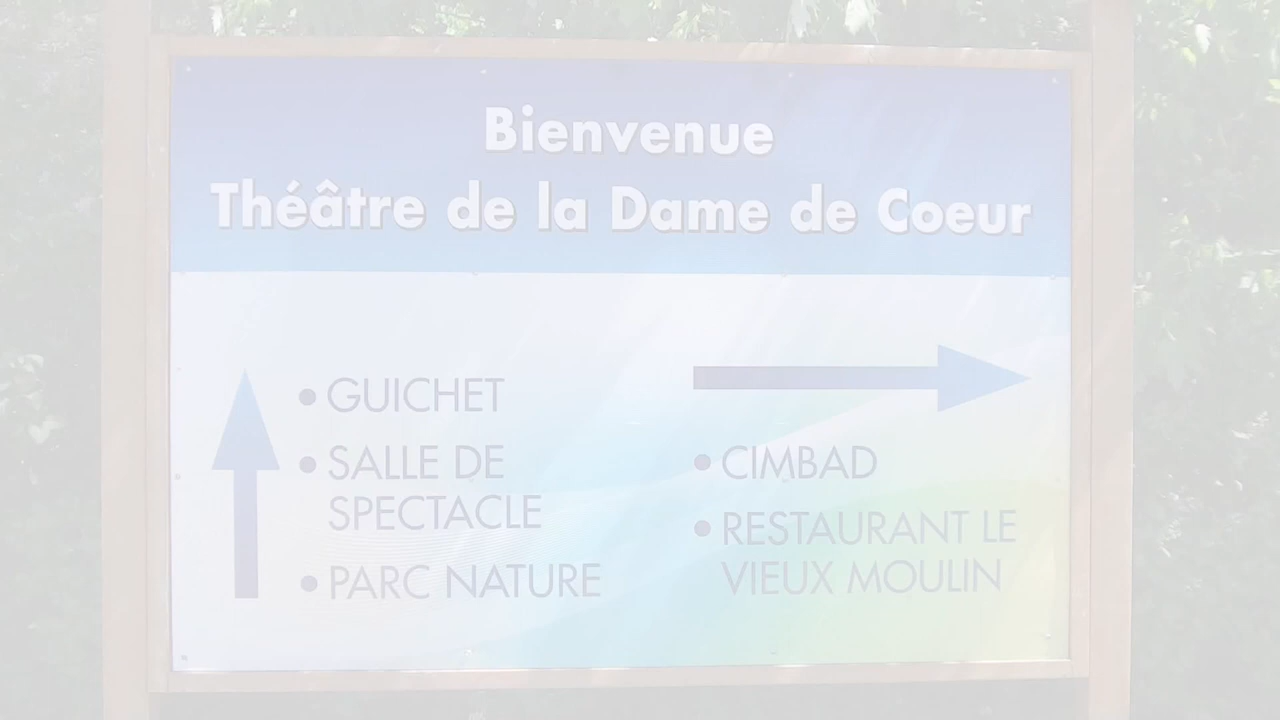 Bienvenue
Théâtre de la Dame de Coeur
• GUICHET
• SALLE DE
SPECTACLE
• PARC NATURE
• CIMBAD
• RESTAURANT LE
VIEUX MOULIN